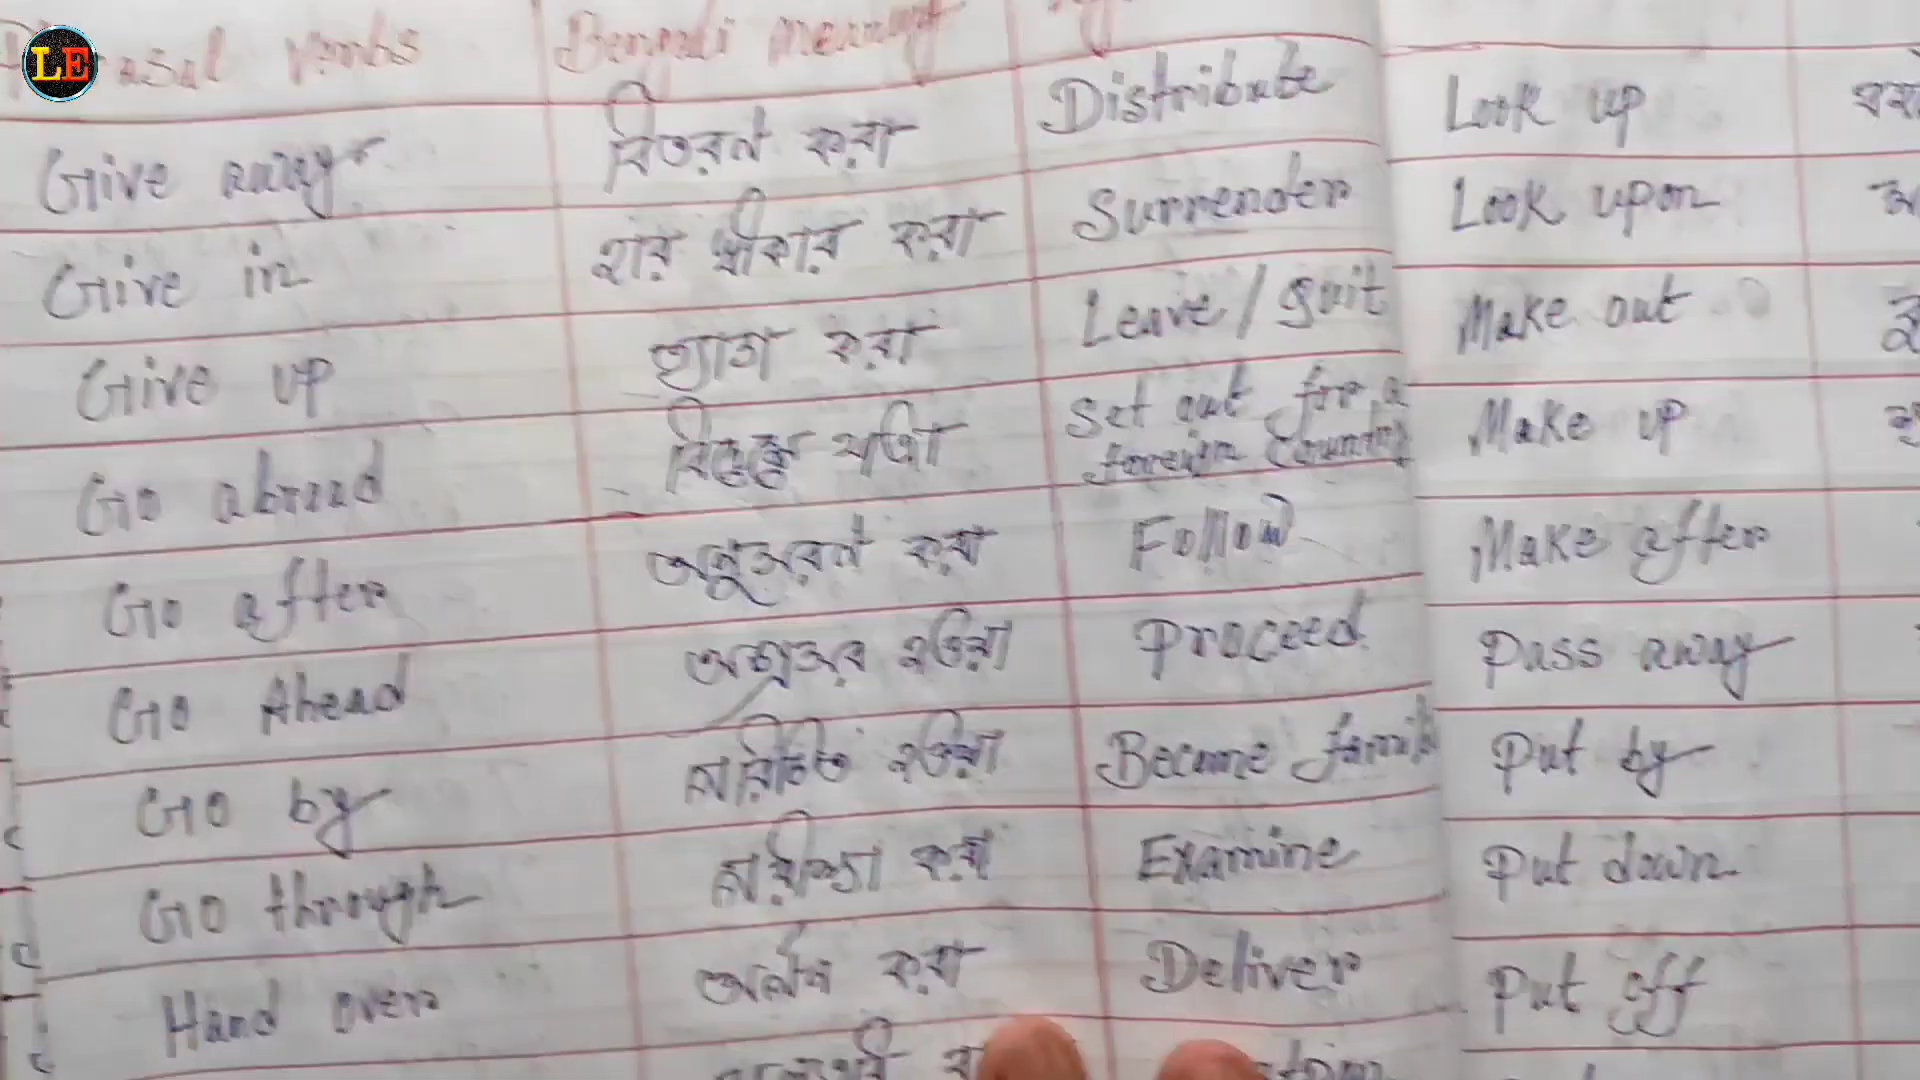 LE
verbs Bengali meaning
Give away বিতরণ করা Distribute
Give in হার স্বীকার করা Surrender
Give up ত্যাগ করা Leave / Quit
Go abroad বিদেশে যাওয়া Set out for a
foreign country
Go after অনুসরণ করা Follow
Go Ahead অগ্রসর হওয়া Proceed
Go by পরিচিত হওয়া Become
Go through পরীক্ষা করা Examine
Hand over অর্পন করা Deliver
Look up
Look upon
Make out
Make up
Make after
Pass away
Put by
Put down
Put off